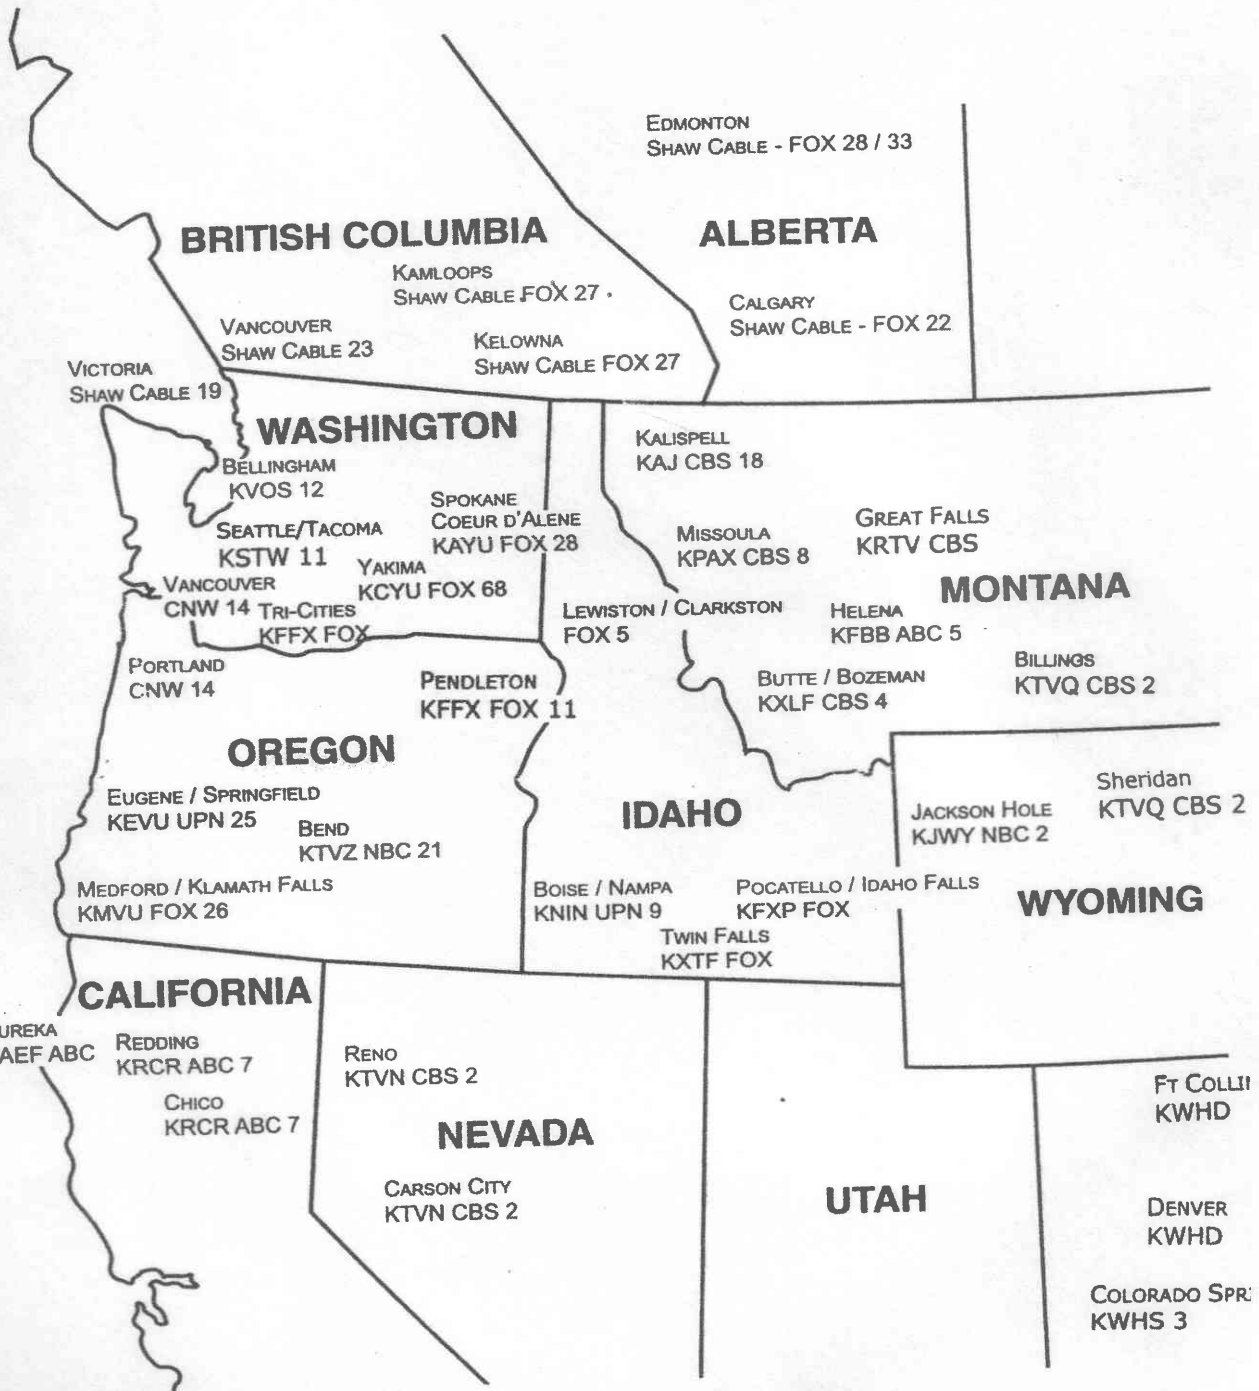 EDMONTON
SHAW CABLE - FOX 28 / 33
BRITISH COLUMBIA
ALBERTA
KAMLOOPS
SHAW CABLE FOX 27
CALGARY
SHAW CABLE - FOX 22
VANCOUVER
SHAW CABLE 23
KELOWNA
SHAW CABLE FOX 27
VICTORIA
SHAW CABLE 19
WASHINGTON
KALISPELL
KAJ CBS 18
BELLINGHAM
KVOS 12
SPOKANE
COEUR D'ALENE
KAYU FOX 28
SEATTLE/TACOMA
KSTW 11
MISSOULA
KPAX CBS 8
GREAT FALLS
KRTV CBS
YAKIMA
KCYU FOX 68
MONTANA
VANCOUVER
CNW 14
TRI-CITIES
KFFX FOX
LEWISTON / CLARKSTON
FOX 5
HELENA
KFBB ABC 5
PORTLAND
CNW 14
PENDLETON
KFFX FOX 11
BUTTE / BOZEMAN
KXLF CBS 4
BILLINGS
KTVQ CBS 2
OREGON
EUGENE / SPRINGFIELD
KEVU UPN 25
BEND
KTVZ NBC 21
IDAHO
JACKSON HOLE
KJWY NBC 2
Sheridan
KTVQ CBS 2
MEDFORD / KLAMATH FALLS
KMVU FOX 26
BOISE / NAMPA
KNIN UPN 9
POCATELLO / IDAHO FALLS
KFXP FOX
WYOMING
TWIN FALLS
KXTF FOX
CALIFORNIA
UREKA
AEF ABC
REDDING
KRCR ABC 7
RENO
KTVN CBS 2
CHICO
KRCR ABC 7
NEVADA
FT COLLI
KWHD
CARSON CITY
KTVN CBS 2
UTAH
DENVER
KWHD
COLORADO SPR
KWHS 3